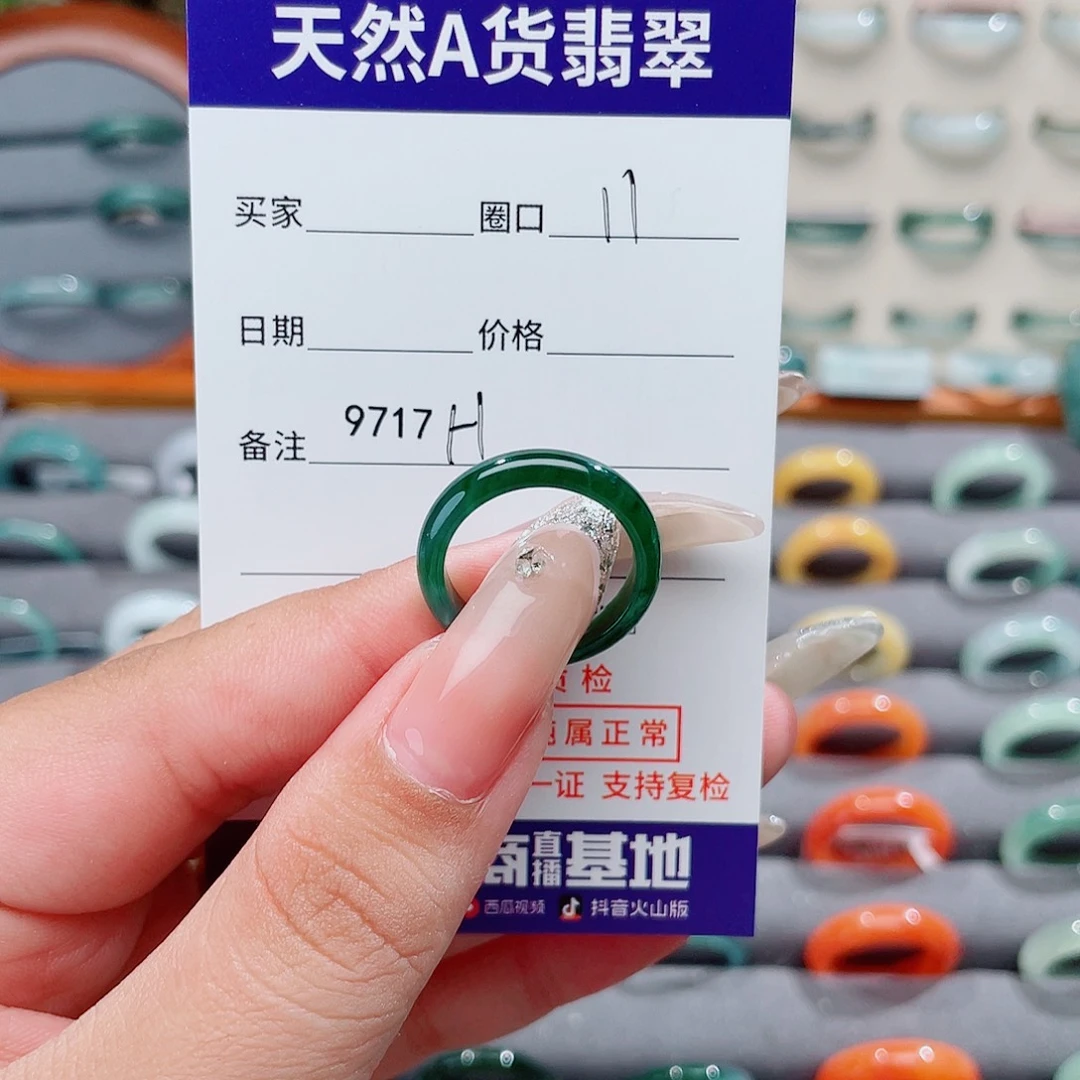 天然A货翡翠
买家 圈口 11
日期 价格
备注 9717 H
检
属正常
一证 支持复检
商直播基地
西瓜视频 抖音火山版